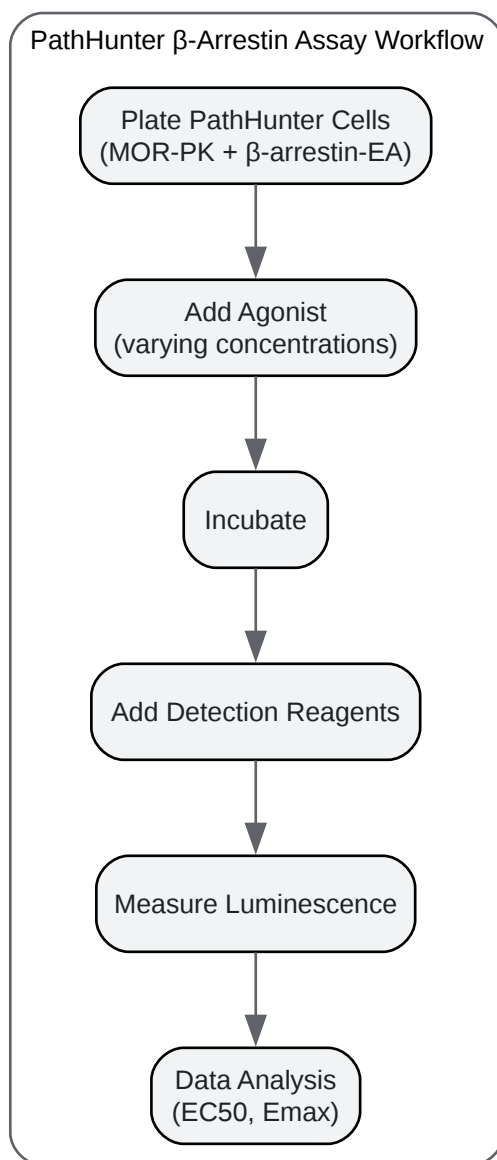 PathHunter β-Arrestin Assay Workflow
Plate PathHunter Cells
(MOR-PK + β-arrestin-EA)
Add Agonist
(varying concentrations)
Incubate
Add Detection Reagents
Measure Luminescence
Data Analysis
(EC50, Emax)